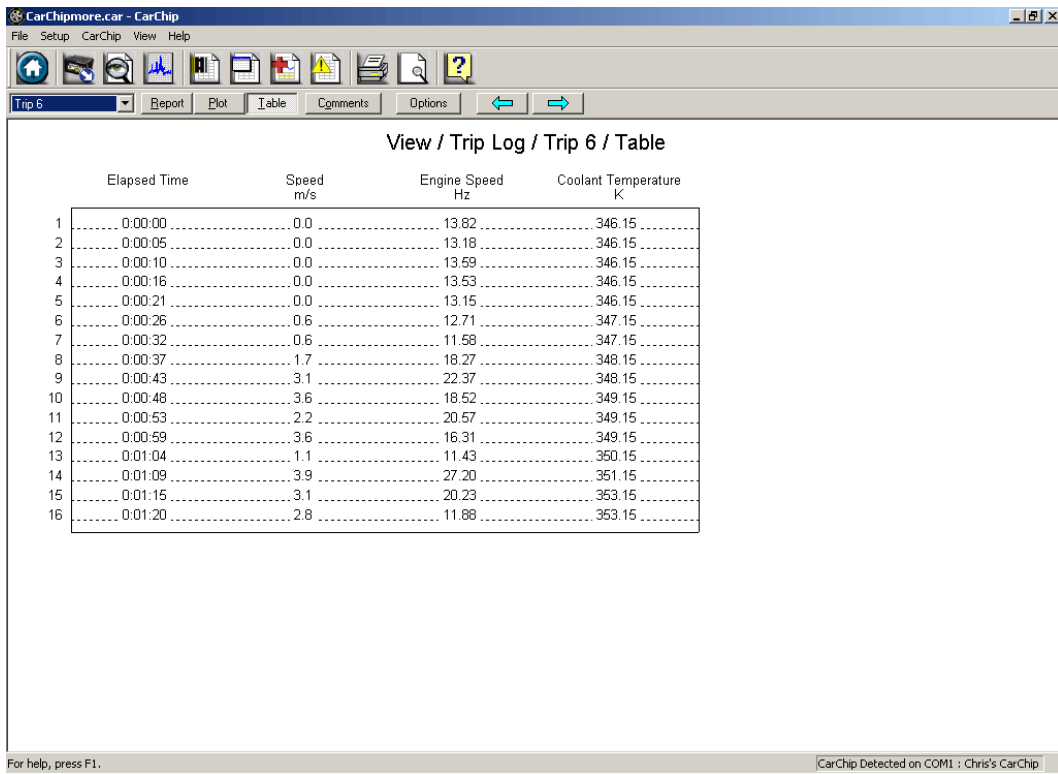 CarChipmore.car - CarChip
File Setup CarChip View Help
Trip 6 Report Plot Table Comments Options
View / Trip Log / Trip 6 / Table
Elapsed Time Speed Engine Speed Coolant Temperature
m/s Hz K
1 0:00:00 0.0 13.82 346.15
2 0:00:05 0.0 13.18 346.15
3 0:00:10 0.0 13.59 346.15
4 0:00:16 0.0 13.53 346.15
5 0:00:21 0.0 13.15 346.15
6 0:00:26 0.6 12.71 347.15
7 0:00:32 0.6 11.58 347.15
8 0:00:37 1.7 18.27 348.15
9 0:00:43 3.1 22.37 348.15
10 0:00:48 3.6 18.52 349.15
11 0:00:53 2.2 20.57 349.15
12 0:00:59 3.6 16.31 349.15
13 0:01:04 1.1 11.43 350.15
14 0:01:09 3.9 27.20 351.15
15 0:01:15 3.1 20.23 353.15
16 0:01:20 2.8 11.88 353.15
For help, press F1. CarChip Detected on COM1 : Chris's CarChip